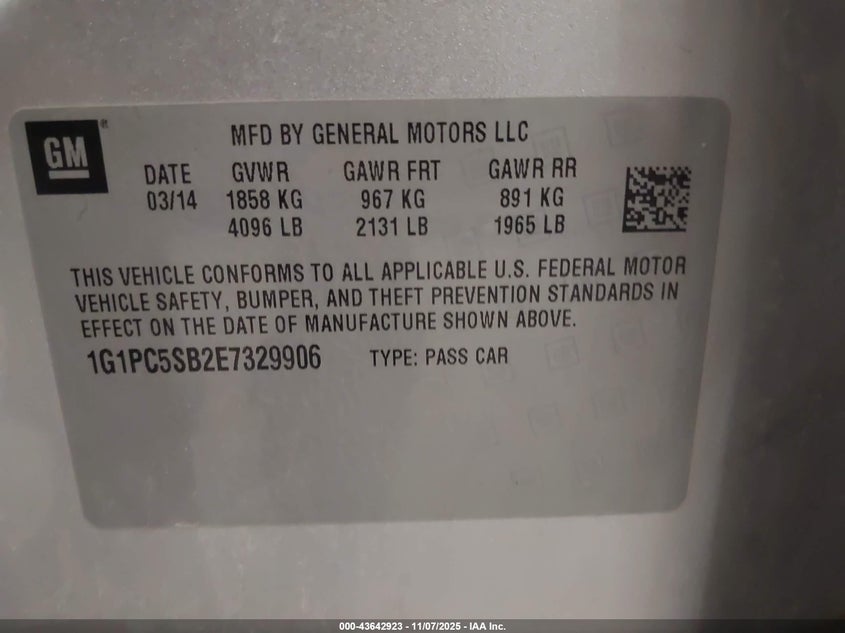 GM®
MFD BY GENERAL MOTORS LLC
DATE GVWR GAWR FRT GAWR RR
03/14 1858 KG 967 KG 891 KG
4096 LB 2131 LB 1965 LB
THIS VEHICLE CONFORMS TO ALL APPLICABLE U.S. FEDERAL MOTOR
VEHICLE SAFETY, BUMPER, AND THEFT PREVENTION STANDARDS IN
EFFECT ON THE DATE OF MANUFACTURE SHOWN ABOVE.
1G1PC5SB2E7329906 TYPE: PASS CAR
000-43642923 - 11/07/2025 - IAA Inc.